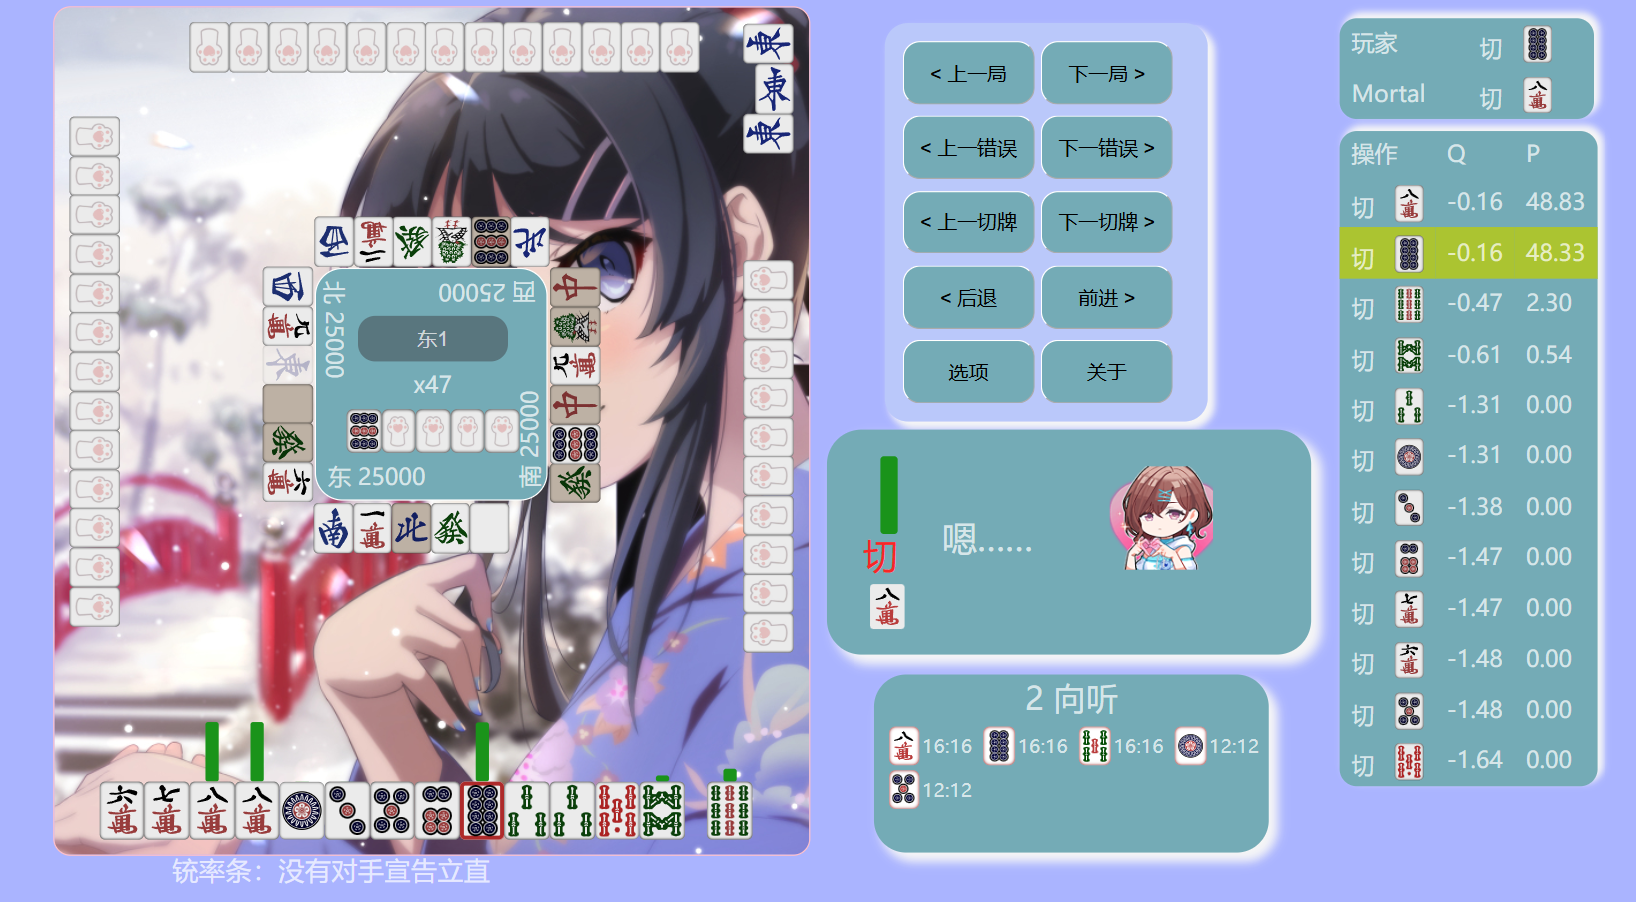 北 25000
西 25000
东1
x47
东 25000
南 25000
铳率条：没有对手宣告立直
< 上一局
下一局 >
< 上一错误
下一错误 >
< 上一切牌
下一切牌 >
< 后退
前进 >
选项
关于
切
嗯......
2 向听
16:16
16:16
16:16
12:12
12:12
玩家 切
Mortal 切
操作 Q P
切 -0.16 48.83
切 -0.16 48.33
切 -0.47 2.30
切 -0.61 0.54
切 -1.31 0.00
切 -1.31 0.00
切 -1.38 0.00
切 -1.47 0.00
切 -1.47 0.00
切 -1.48 0.00
切 -1.48 0.00
切 -1.64 0.00